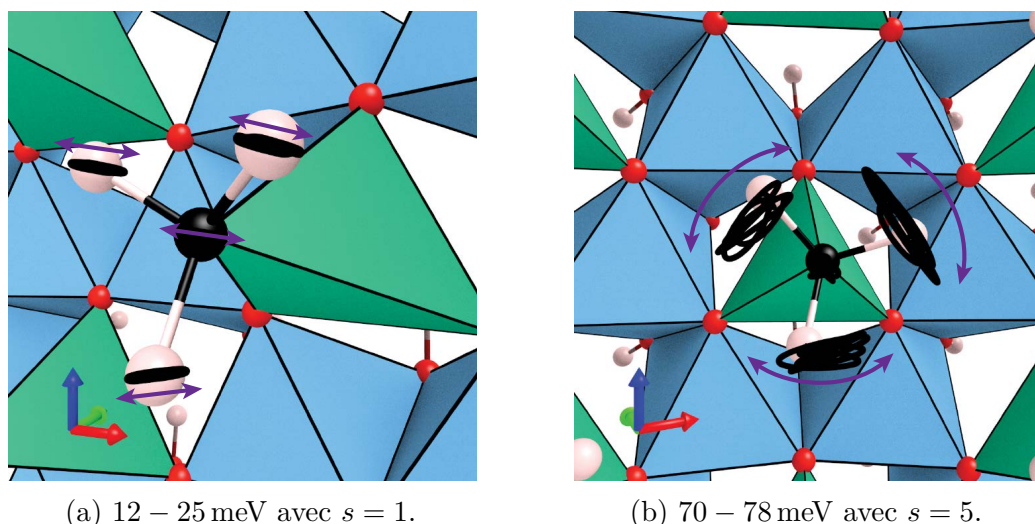 (a) 12 – 25 meV avec s = 1.
(b) 70 – 78 meV avec s = 5.